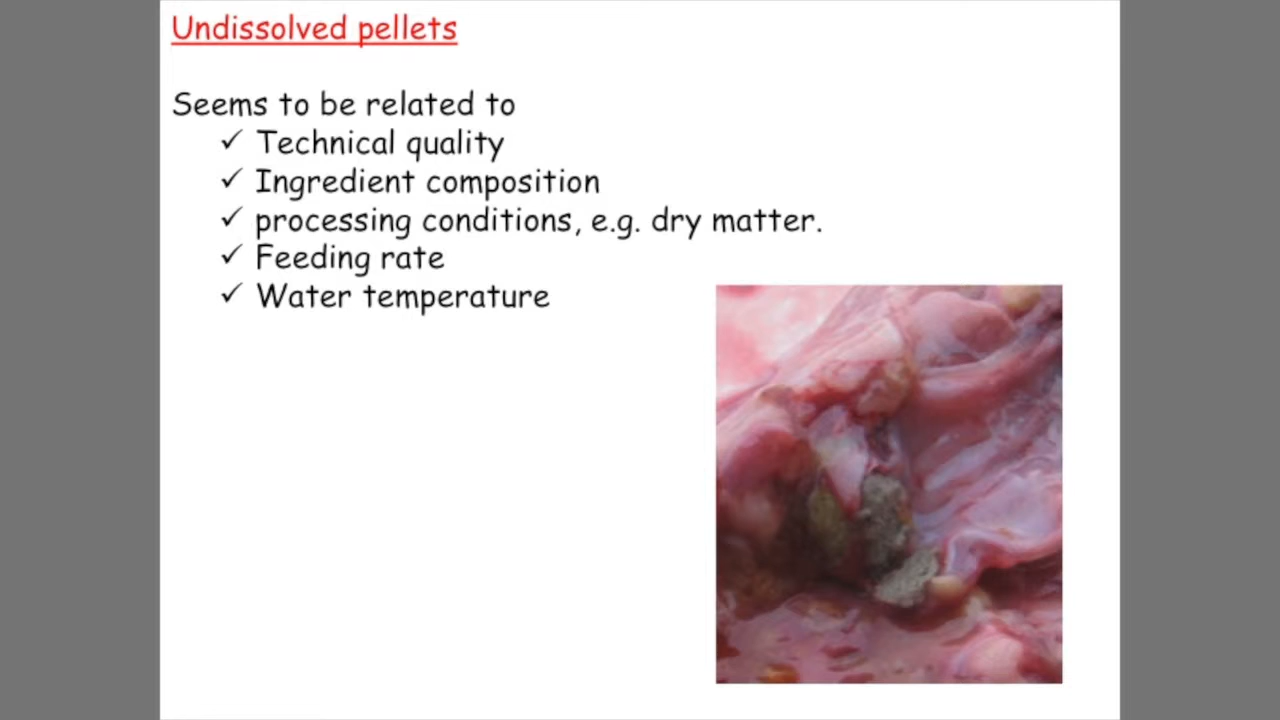 Undissolved pellets
Seems to be related to
✓ Technical quality
✓ Ingredient composition
✓ processing conditions, e.g. dry matter.
✓ Feeding rate
✓ Water temperature